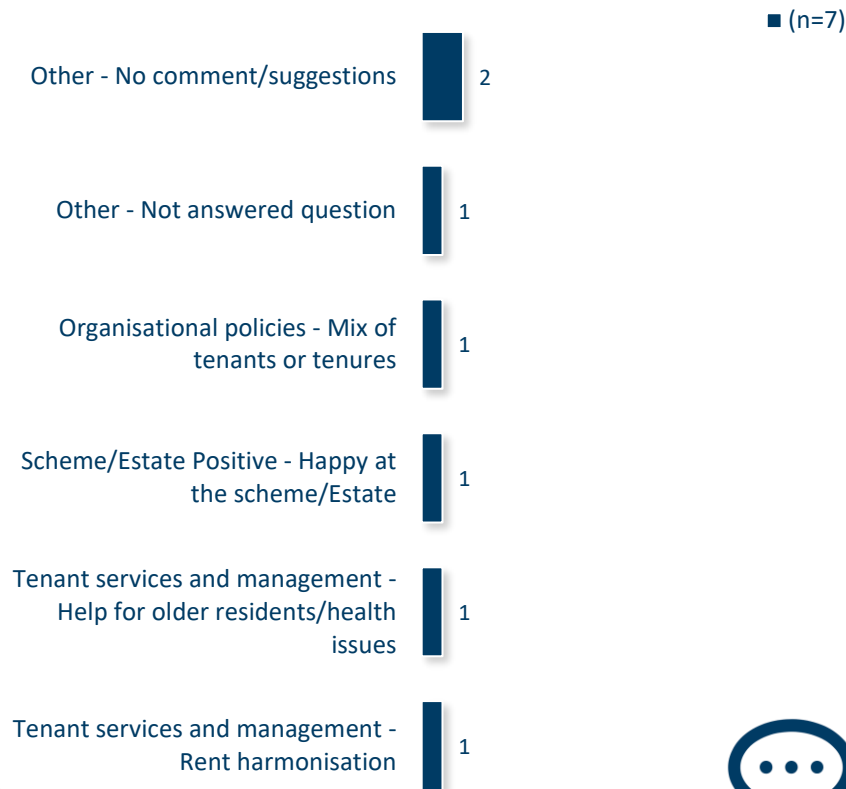 (n=7)
Other - No comment/suggestions
2
Other - Not answered question
1
Organisational policies - Mix of
tenants or tenures
1
Scheme/Estate Positive - Happy at
the scheme/Estate
1
Tenant services and management -
Help for older residents/health
issues
1
Tenant services and management -
Rent harmonisation
1